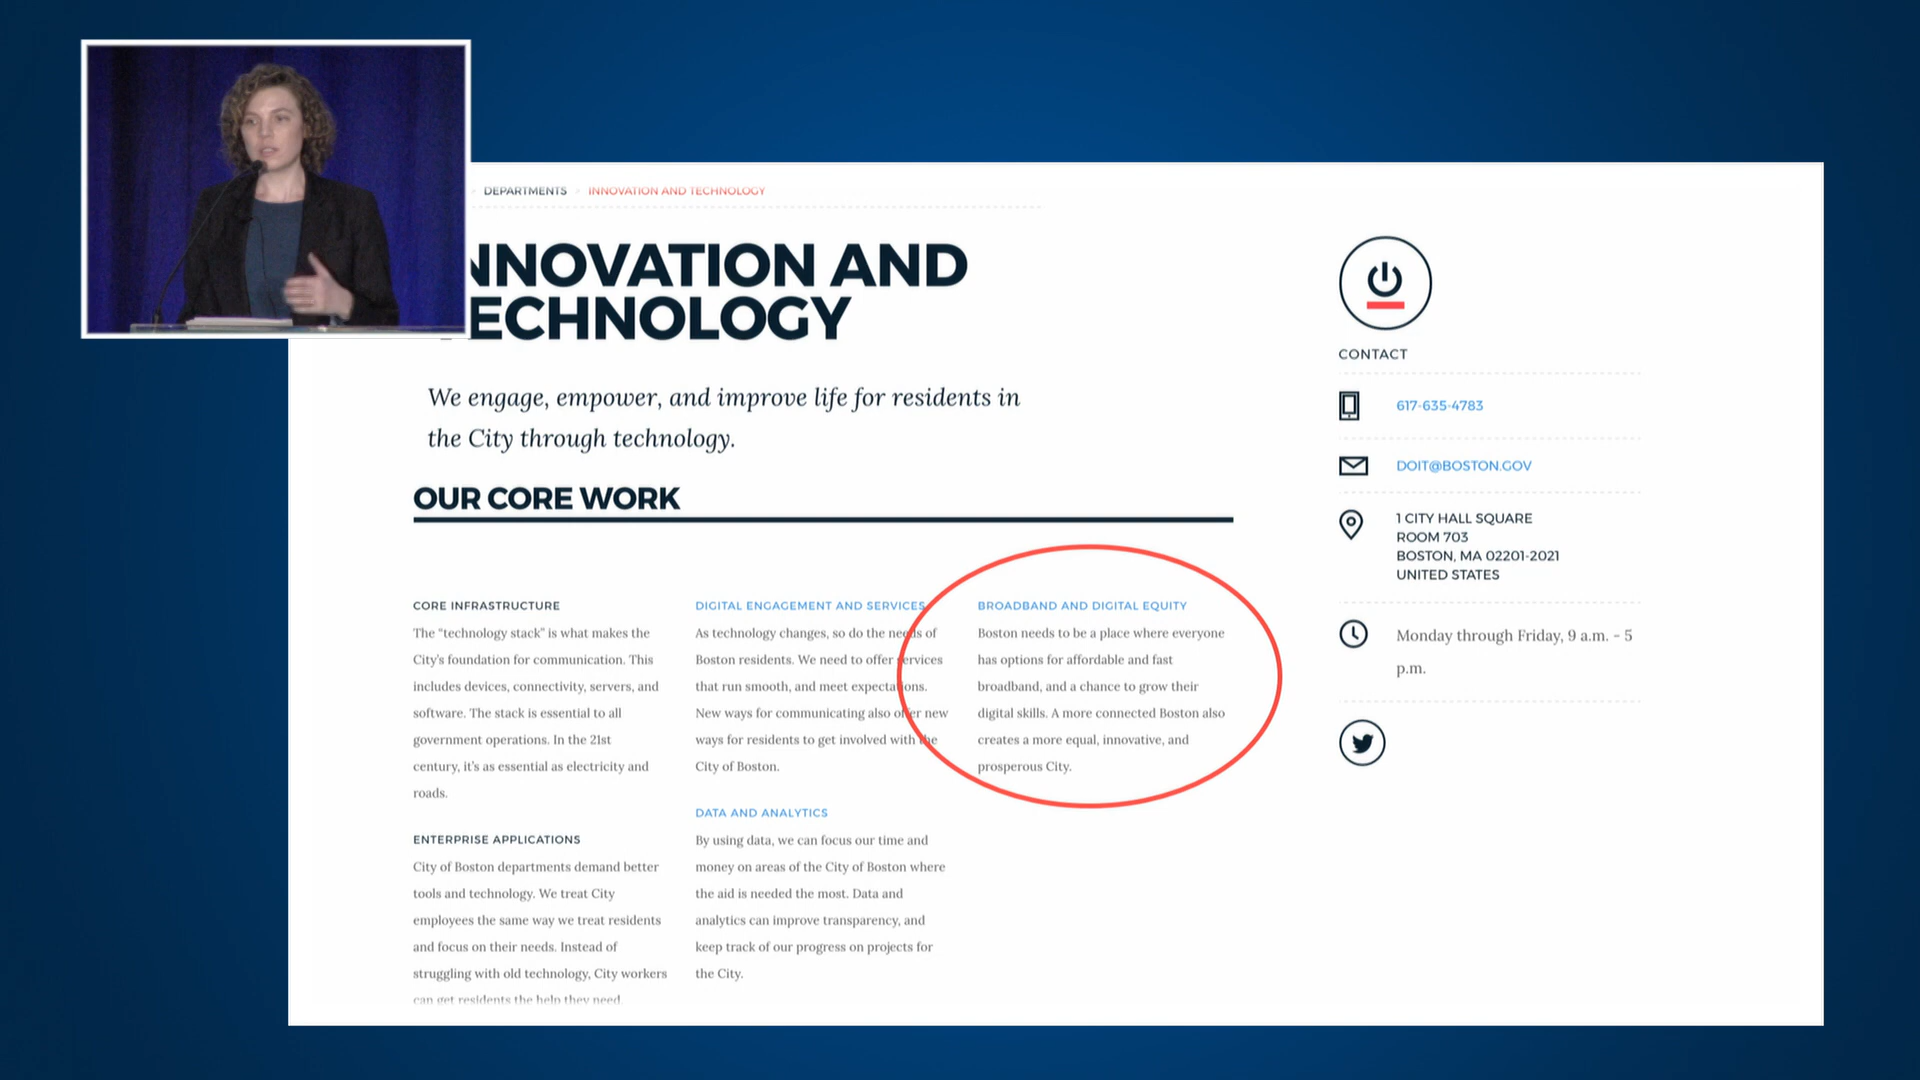 DEPARTMENTS > INNOVATION AND TECHNOLOGY
NNOVATION AND
ECHNOLOGY
We engage, empower, and improve life for residents in
the City through technology.
OUR CORE WORK
CORE INFRASTRUCTURE
The “technology stack” is what makes the
City’s foundation for communication. This
includes devices, connectivity, servers, and
software. The stack is essential to all
government operations. In the 21st
century, it’s as essential as electricity and
roads.
ENTERPRISE APPLICATIONS
City of Boston departments demand better
tools and technology. We treat City
employees the same way we treat residents
and focus on their needs. Instead of
struggling with old technology, City workers
can get residents the help they need.
DIGITAL ENGAGEMENT AND SERVICES
As technology changes, so do the needs of
Boston residents. We need to offer services
that run smooth, and meet expectations.
New ways for communicating also offer new
ways for residents to get involved with the
City of Boston.
DATA AND ANALYTICS
By using data, we can focus our time and
money on areas of the City of Boston where
the aid is needed the most. Data and
analytics can improve transparency, and
keep track of our progress on projects for
the City.
BROADBAND AND DIGITAL EQUITY
Boston needs to be a place where everyone
has options for affordable and fast
broadband, and a chance to grow their
digital skills. A more connected Boston also
creates a more equal, innovative, and
prosperous City.
CONTACT
617-635-4783
DOIT@BOSTON.GOV
1 CITY HALL SQUARE
ROOM 703
BOSTON, MA 02201-2021
UNITED STATES
Monday through Friday, 9 a.m. - 5
p.m.